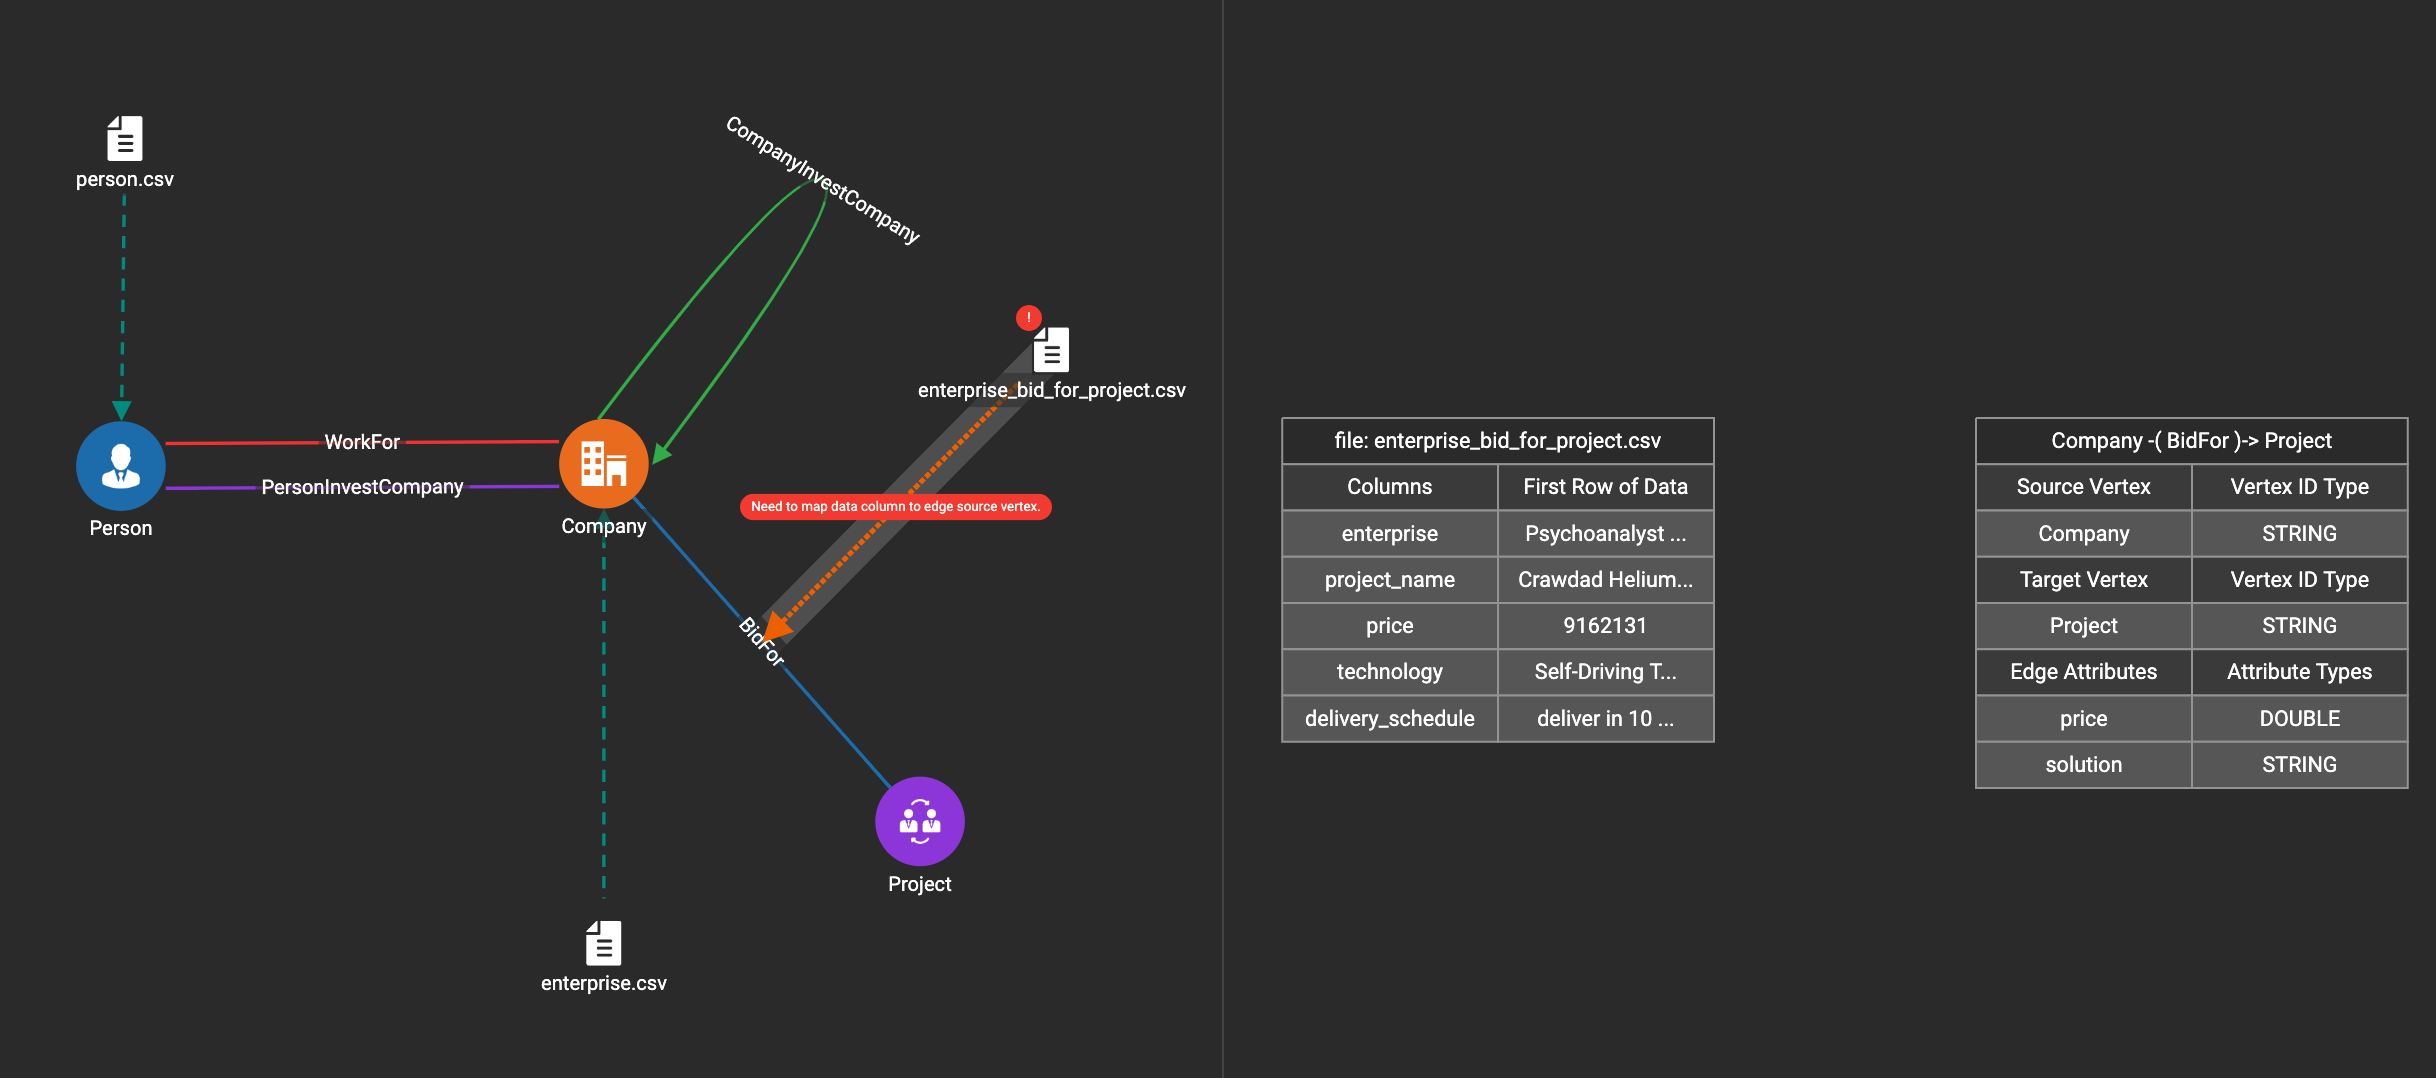 person.csv
CompanyInvestCompany
!
enterprise_bid_for_project.csv
WorkFor
PersonInvestCompany
Person
Company
Need to map data column to edge source vertex.
BidFor
Project
enterprise.csv
file: enterprise_bid_for_project.csv
Columns First Row of Data
enterprise Psychoanalyst ...
project_name Crawdad Helium...
price 9162131
technology Self-Driving T...
delivery_schedule deliver in 10 ...
Company -( BidFor )-> Project
Source Vertex Vertex ID Type
Company STRING
Target Vertex Vertex ID Type
Project STRING
Edge Attributes Attribute Types
price DOUBLE
solution STRING